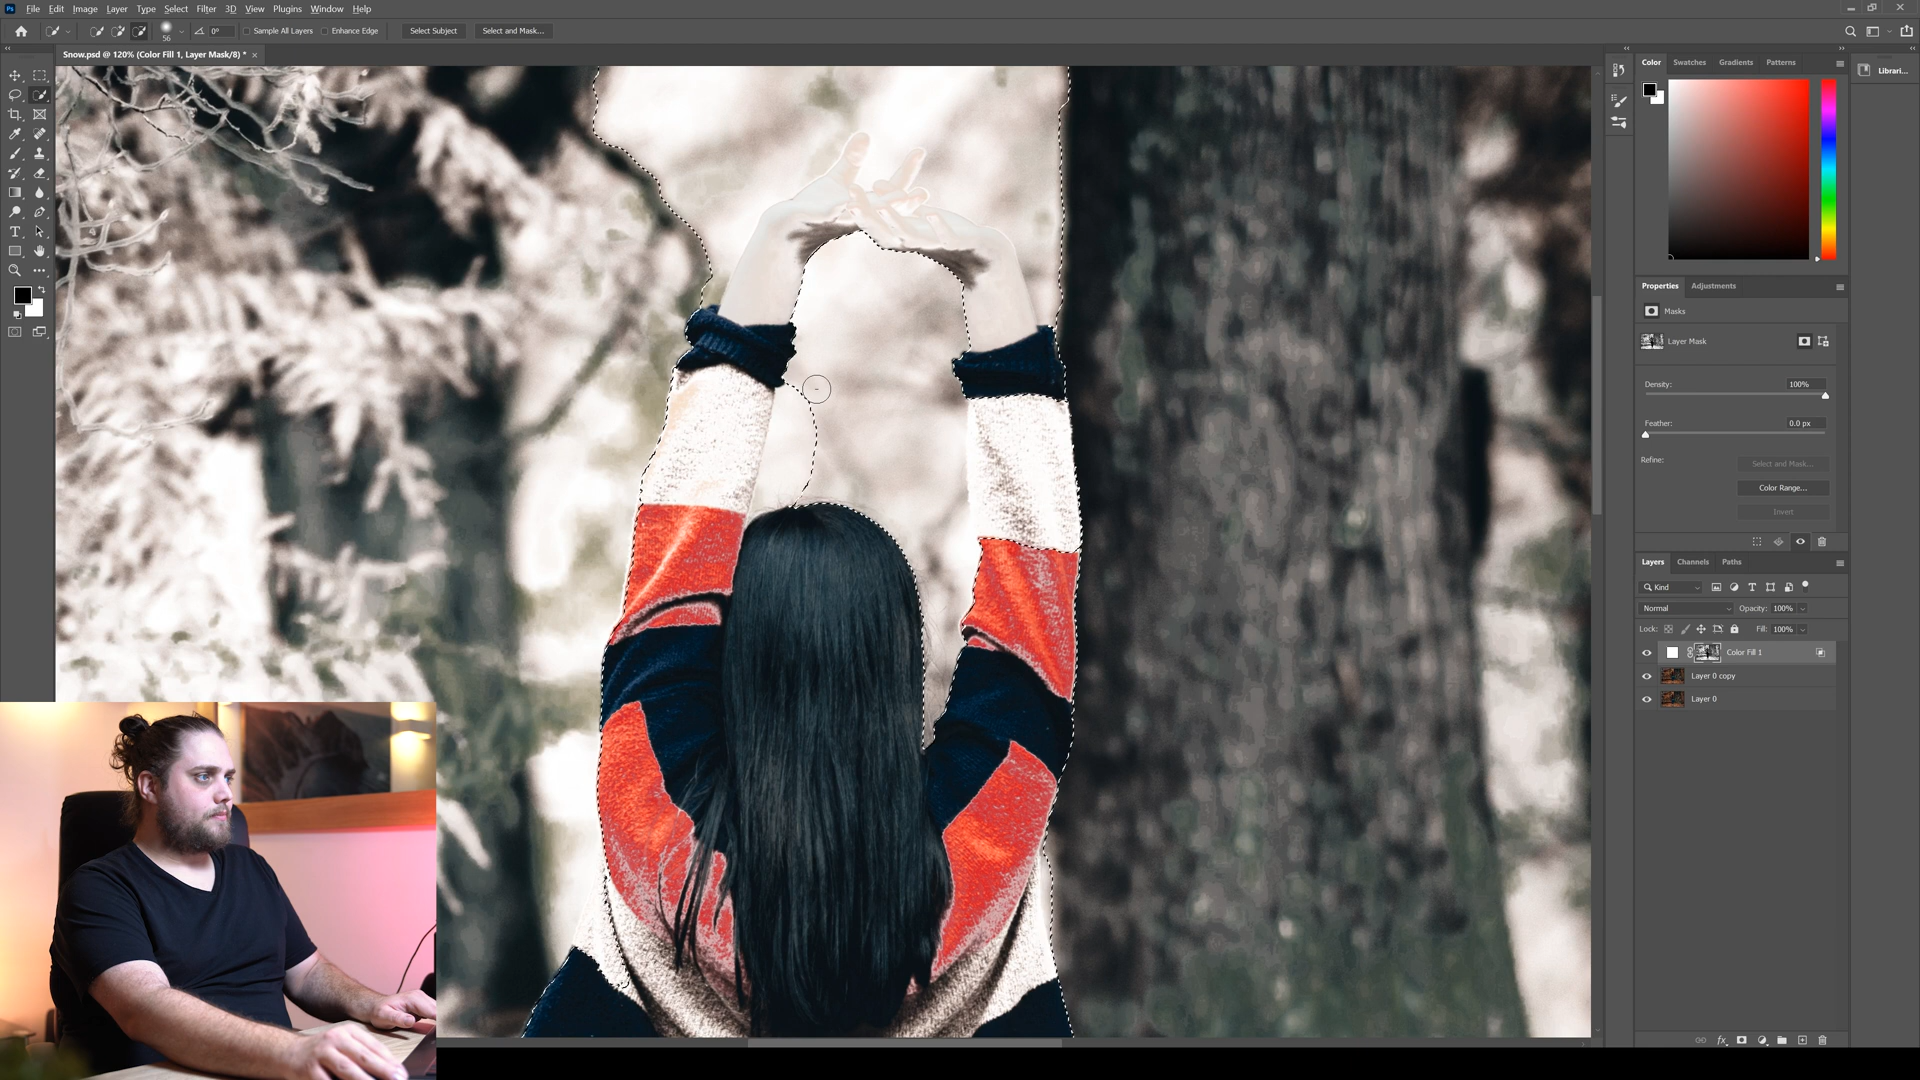 Ps File Edit Image Layer Type Select Filter 3D View Plugins Window Help
56 0° Sample All Layers Enhance Edge Select Subject Select and Mask...
Snow.psd @ 120% (Color Fill 1, Layer Mask/8) *
Color Swatches Gradients Patterns
Librari...
Properties Adjustments
Masks
Layer Mask
Density: 100%
Feather: 0.0 px
Refine: Select and Mask...
Color Range...
Invert
Layers Channels Paths
Kind
Normal Opacity: 100%
Lock: Fill: 100%
Color Fill 1
Layer 0 copy
Layer 0
fx